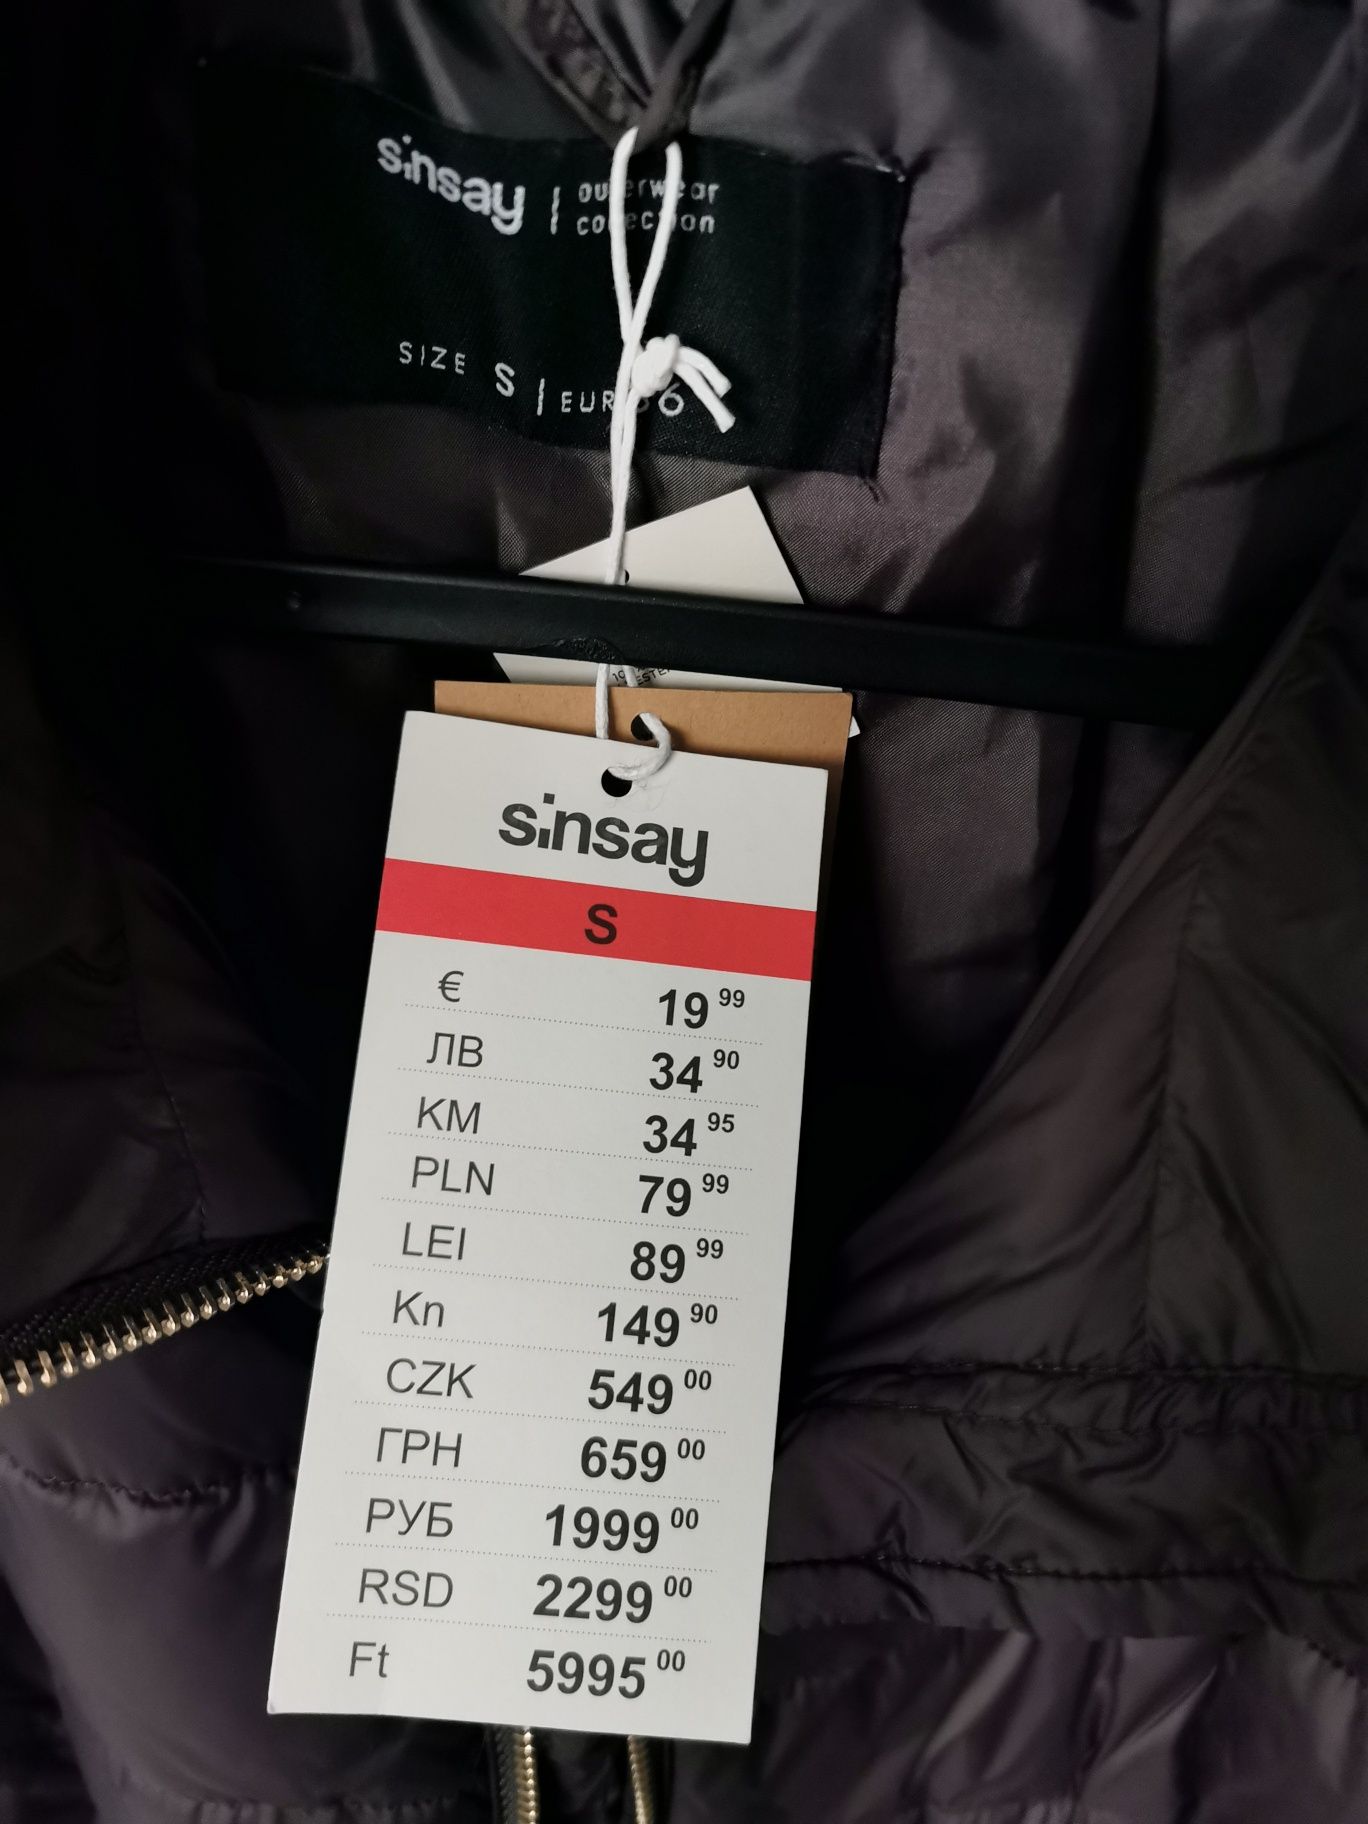 sinsay | outerwear
collection
SIZE S | EUR 36
sinsay
S
€ 19 99
ЛВ 34 90
KM 34 95
PLN 79 99
LEI 89 99
Kn 149 90
CZK 549 00
ГРН 659 00
РУБ 1999 00
RSD 2299 00
Ft 5995 00